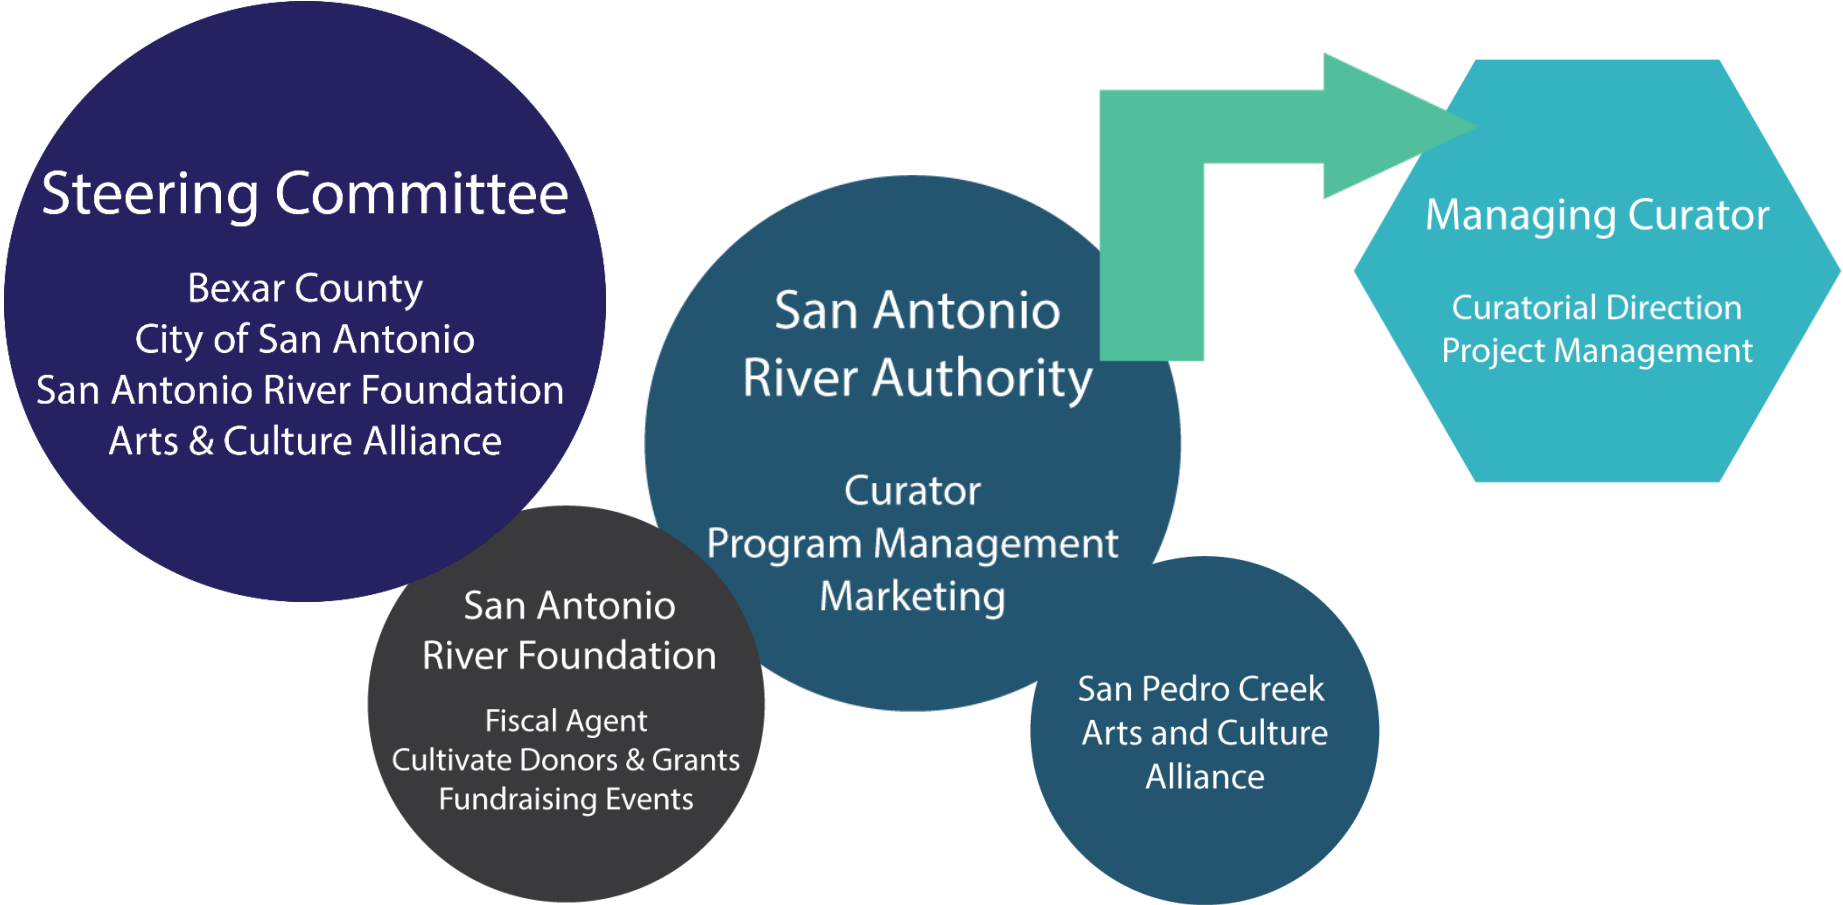 Steering Committee
Bexar County
City of San Antonio
San Antonio River Foundation
Arts & Culture Alliance
San Antonio
River Foundation
Fiscal Agent
Cultivate Donors & Grants
Fundraising Events
San Antonio
River Authority
Curator
Program Management
Marketing
San Pedro Creek
Arts and Culture
Alliance
Managing Curator
Curatorial Direction
Project Management